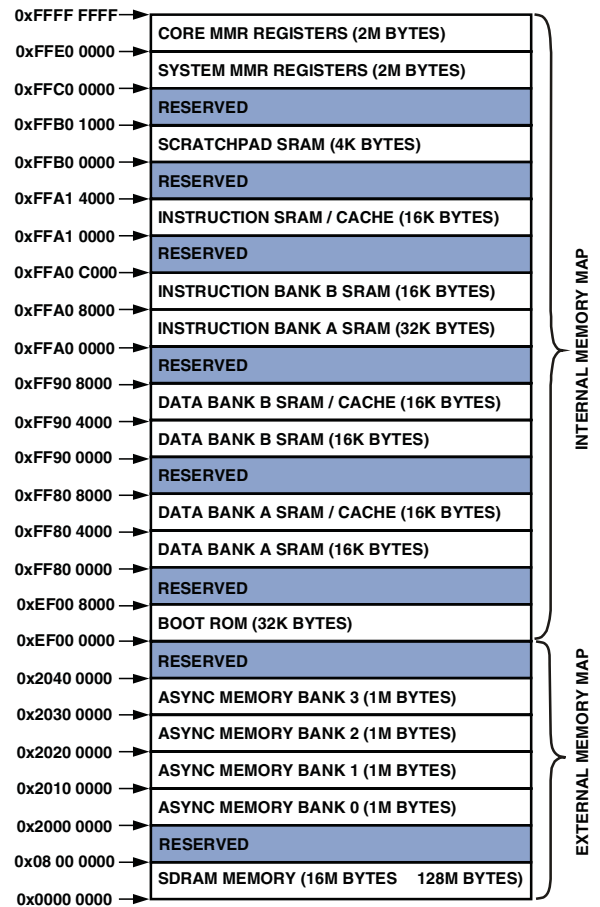 0xFFFF FFFF
CORE MMR REGISTERS (2M BYTES)
0xFFE0 0000
SYSTEM MMR REGISTERS (2M BYTES)
0xFFC0 0000
RESERVED
0xFFB0 1000
SCRATCHPAD SRAM (4K BYTES)
0xFFB0 0000
RESERVED
0xFFA1 4000
INSTRUCTION SRAM / CACHE (16K BYTES)
0xFFA1 0000
RESERVED
0xFFA0 C000
INSTRUCTION BANK B SRAM (16K BYTES)
0xFFA0 8000
INSTRUCTION BANK A SRAM (32K BYTES)
0xFFA0 0000
RESERVED
0xFF90 8000
DATA BANK B SRAM / CACHE (16K BYTES)
0xFF90 4000
DATA BANK B SRAM (16K BYTES)
0xFF90 0000
RESERVED
0xFF80 8000
DATA BANK A SRAM / CACHE (16K BYTES)
0xFF80 4000
DATA BANK A SRAM (16K BYTES)
0xFF80 0000
RESERVED
0xEF00 8000
BOOT ROM (32K BYTES)
0xEF00 0000
RESERVED
0x2040 0000
ASYNC MEMORY BANK 3 (1M BYTES)
0x2030 0000
ASYNC MEMORY BANK 2 (1M BYTES)
0x2020 0000
ASYNC MEMORY BANK 1 (1M BYTES)
0x2010 0000
ASYNC MEMORY BANK 0 (1M BYTES)
0x2000 0000
RESERVED
0x08 00 0000
SDRAM MEMORY (16M BYTES 128M BYTES)
0x0000 0000
INTERNAL MEMORY MAP
EXTERNAL MEMORY MAP